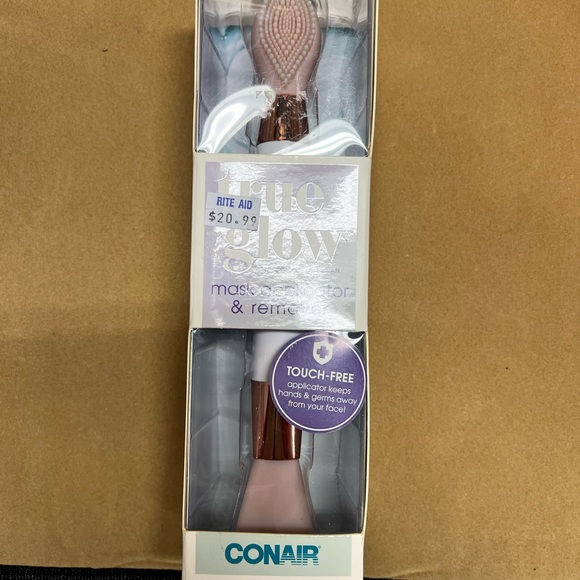 true
RITE AID
$20.99
glow
mask applicator
& remo
TOUCH-FREE
applicator keeps
hands & germs away
from your face!
CONAIR